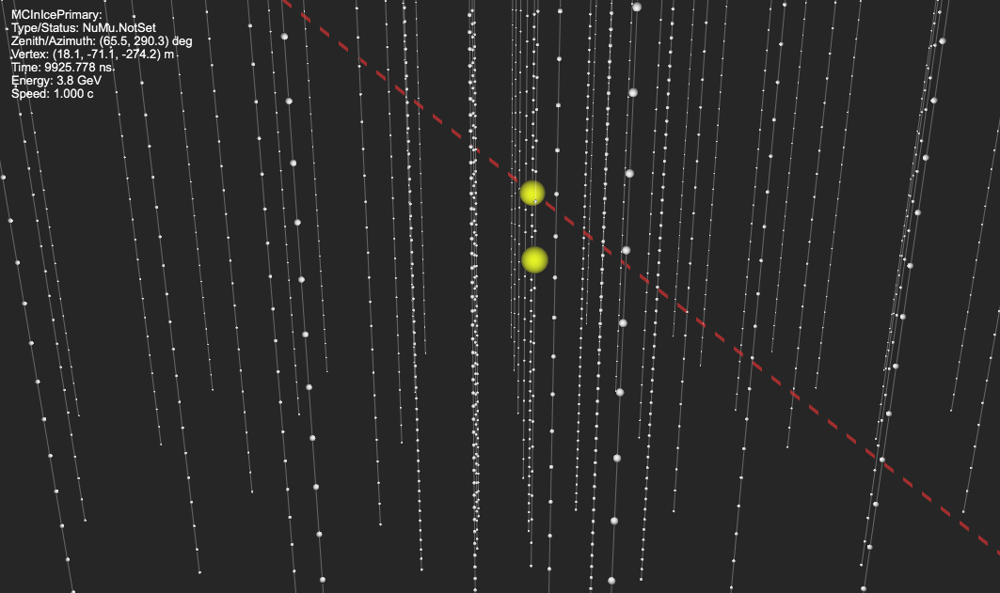 MCInIcePrimary:
Type/Status: NuMu.NotSet
Zenith/Azimuth: (65.5, 290.3) deg
Vertex: (18.1, -71.1, -274.2) m
Time: 9925.778 ns
Energy: 3.8 GeV
Speed: 1.000 c